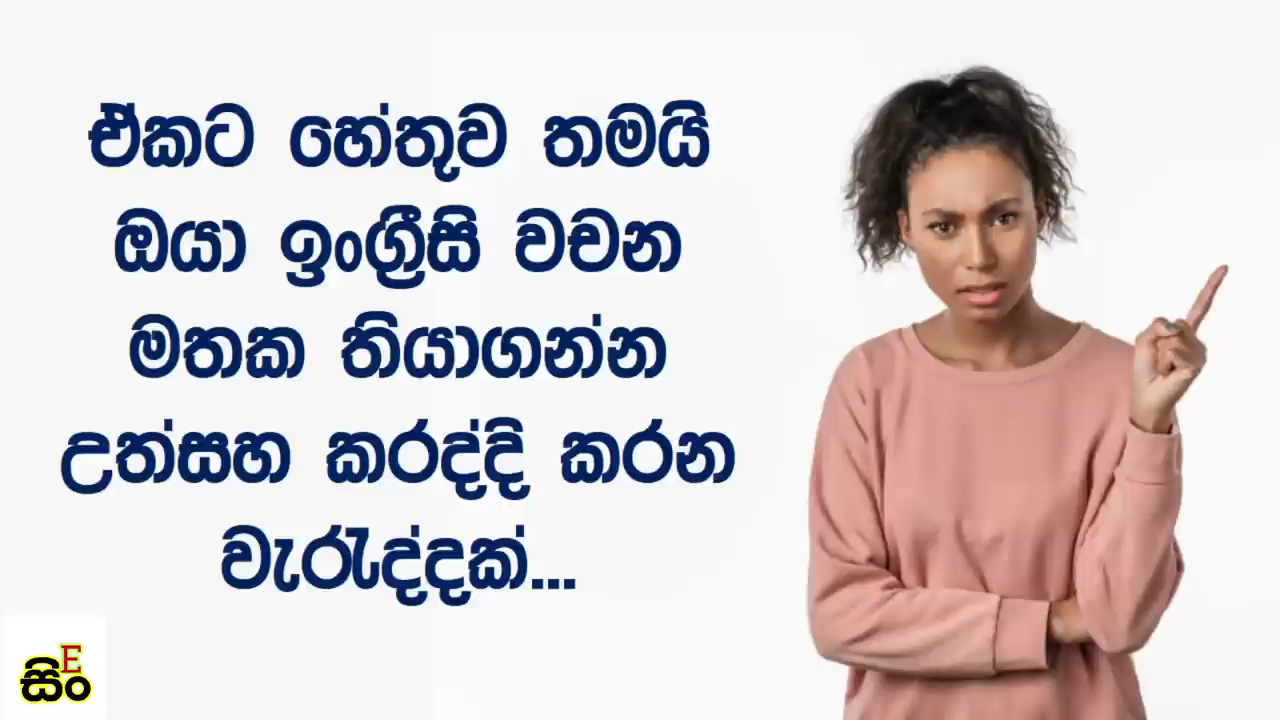 ඒකට හේතුව තමයි
ඔයා ඉංග්‍රීසි වචන
මතක තියාගන්න
උත්සහ කරද්දි කරන
වැරැද්දක්...
E
සිං